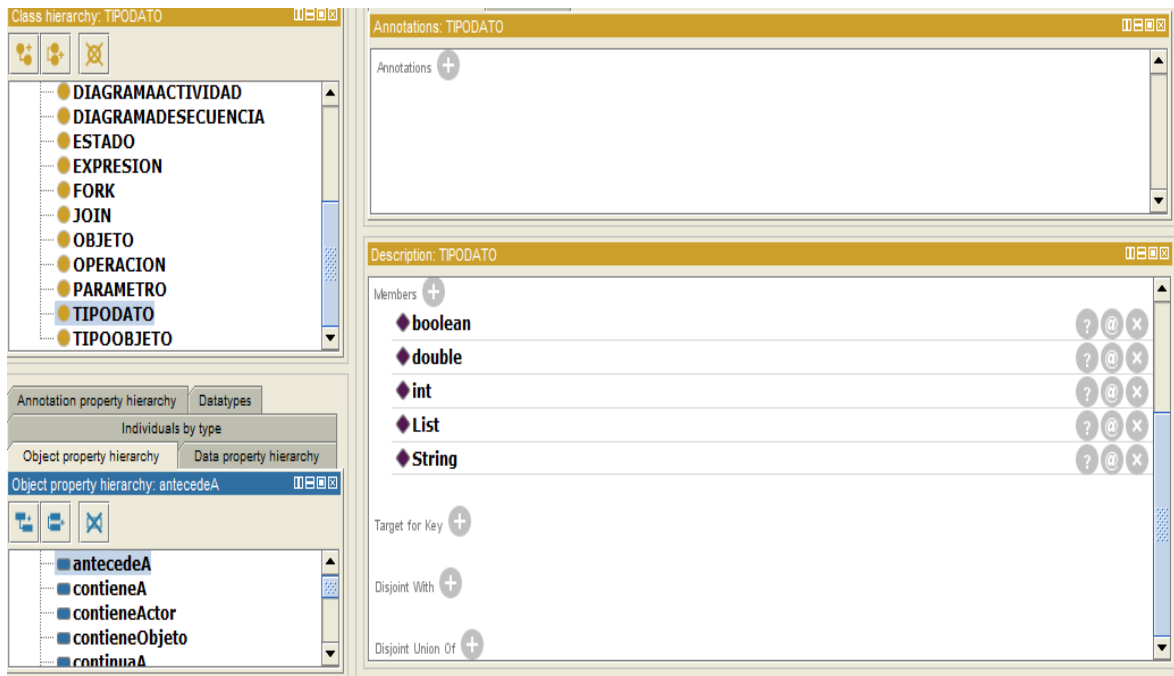 Class hierarchy: TIPODATO
DIAGRAMAACTIVIDAD
DIAGRAMADESECUENCIA
ESTADO
EXPRESION
FORK
JOIN
OBJETO
OPERACION
PARAMETRO
TIPODATO
TIPOOBJETO
Annotation property hierarchy
Datatypes
Individuals by type
Object property hierarchy
Data property hierarchy
Object property hierarchy: antecedeA
antecedeA
contieneA
contieneActor
contieneObjeto
continuaA
Annotations: TIPODATO
Annotations
Description: TIPODATO
Members
boolean ? @ x
double ? @ x
int ? @ x
List ? @ x
String ? @ x
Target for Key
Disjoint With
Disjoint Union Of